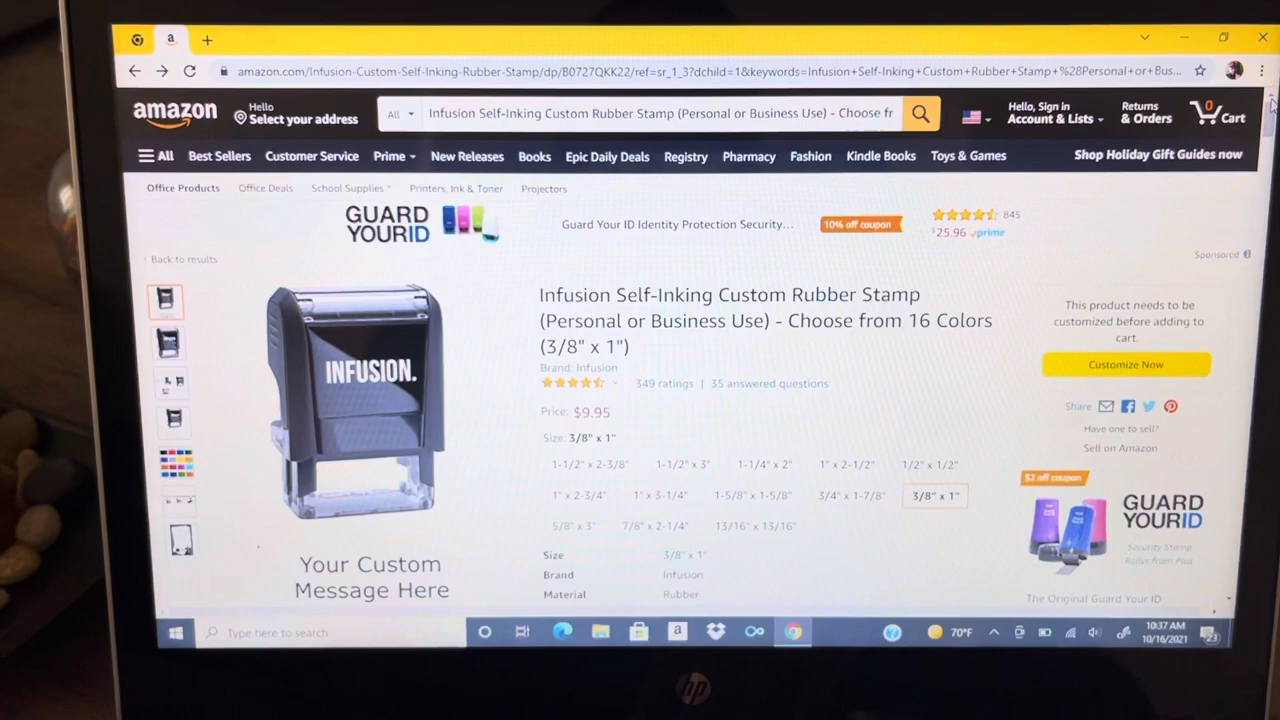 amazon.com/Infusion-Custom-Self-Inking-Rubber-Stamp/dp/B0727QKK22/ref=sr_1_3?dchild=1&keywords=Infusion+Self-Inking+Custom+Rubber+Stamp+%28Personal+or+Bus...
amazon
Hello
Select your address
All
Infusion Self-Inking Custom Rubber Stamp (Personal or Business Use) - Choose fr
Hello, Sign in
Account & Lists
Returns
& Orders
0
Cart
All Best Sellers Customer Service Prime New Releases Books Epic Daily Deals Registry Pharmacy Fashion Kindle Books Toys & Games Shop Holiday Gift Guides now
Office Products Office Deals School Supplies Printers, Ink & Toner Projectors
GUARD
YOURID
Guard Your ID Identity Protection Security...
10% off coupon
845
$25.96 prime
Sponsored
‹ Back to results
INFUSION.
Your Custom
Message Here
Infusion Self-Inking Custom Rubber Stamp
(Personal or Business Use) - Choose from 16 Colors
(3/8" x 1")
Brand: Infusion
349 ratings | 35 answered questions
Price: $9.95
Size: 3/8" x 1"
1-1/2" x 2-3/8" 1-1/2" x 3" 1-1/4" x 2" 1" x 2-1/2" 1/2" x 1/2"
1" x 2-3/4" 1" x 3-1/4" 1-5/8" x 1-5/8" 3/4" x 1-7/8" 3/8" x 1"
5/8" x 3" 7/8" x 2-1/4" 13/16" x 13/16"
Size 3/8" x 1"
Brand Infusion
Material Rubber
This product needs to be
customized before adding to
cart.
Customize Now
Share
Have one to sell?
Sell on Amazon
$2 off coupon
GUARD
YOURID
Security Stamp
Roller from Plus
The Original Guard Your ID
Type here to search
a
70°F
10:37 AM
10/16/2021
23
hp